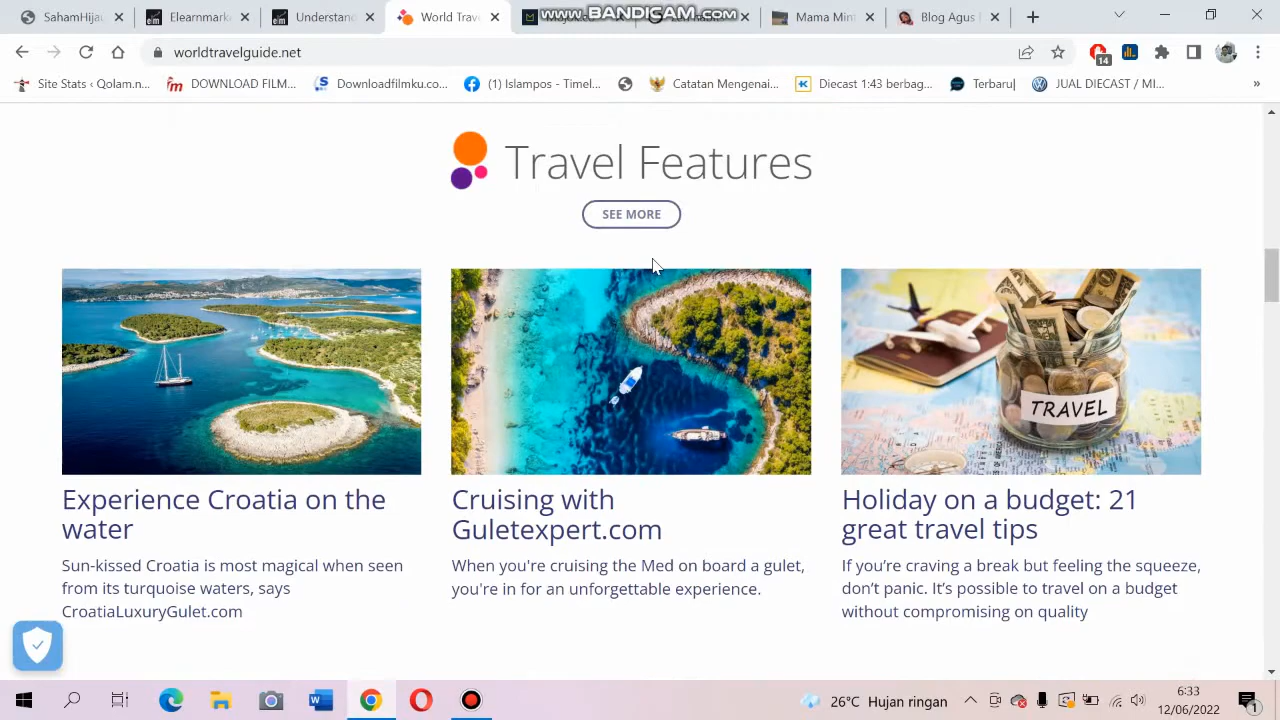 SahamHija
Elearnmark
Understan
World Trav
www.BANDICAM.com
Mama Min
Blog Agus
worldtravelguide.net
14
Site Stats ‹ Qolam.n...
DOWNLOAD FILM...
Downloadfilmku.co...
(1) Islampos - Timel...
Catatan Mengenai...
Diecast 1:43 berbag...
Terbaru|
JUAL DIECAST / MI...
»
Travel Features
SEE MORE
TRAVEL
Experience Croatia on the
water
Sun-kissed Croatia is most magical when seen
from its turquoise waters, says
CroatiaLuxuryGulet.com
Cruising with
Guletexpert.com
When you're cruising the Med on board a gulet,
you're in for an unforgettable experience.
Holiday on a budget: 21
great travel tips
If you’re craving a break but feeling the squeeze,
don’t panic. It’s possible to travel on a budget
without compromising on quality
26°C Hujan ringan
6:33
12/06/2022
1